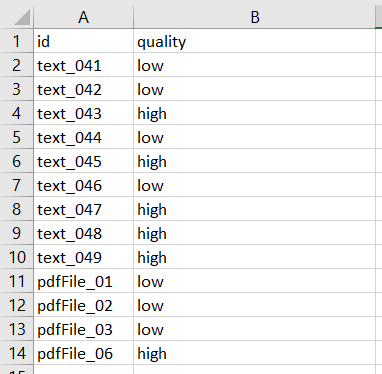 A B
1 id quality
2 text_041 low
3 text_042 low
4 text_043 high
5 text_044 low
6 text_045 high
7 text_046 low
8 text_047 high
9 text_048 high
10 text_049 high
11 pdfFile_01 low
12 pdfFile_02 low
13 pdfFile_03 low
14 pdfFile_06 high